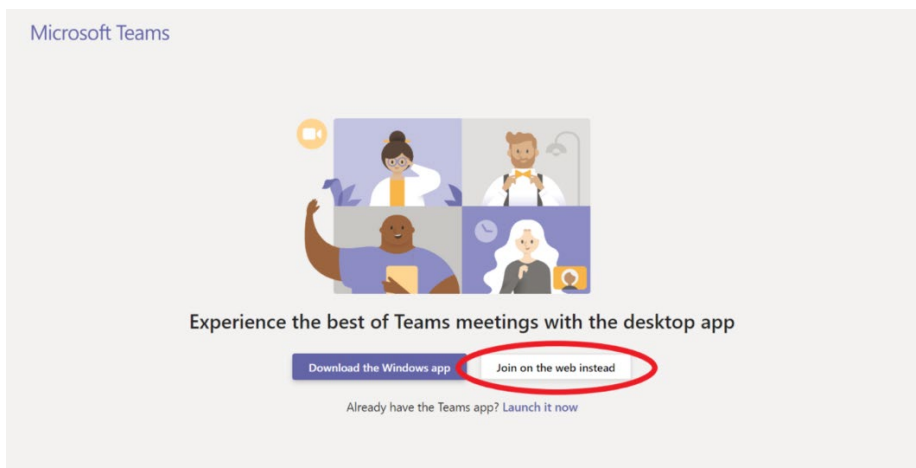 Microsoft Teams
Experience the best of Teams meetings with the desktop app
Download the Windows app
Join on the web instead
Already have the Teams app? Launch it now